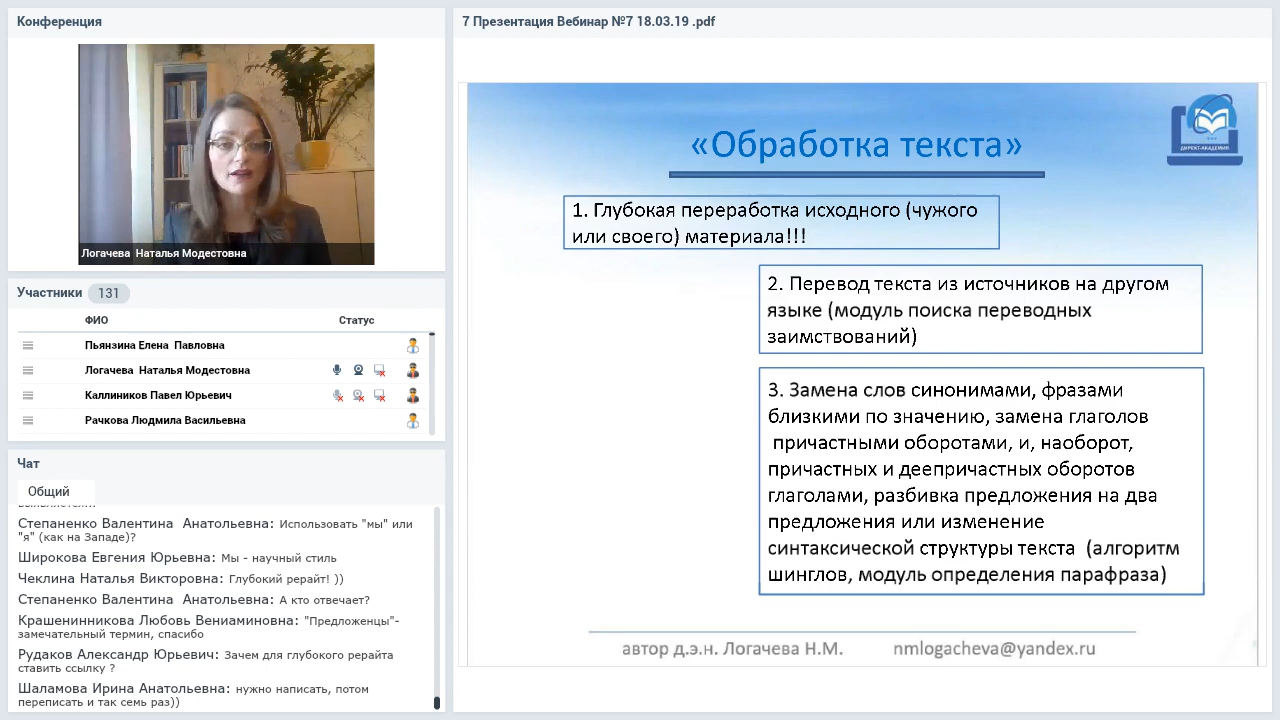 Конференция
Логачева  Наталья Модестовна
Участники 131
ФИО Статус
Пьянзина Елена  Павловна
Логачева  Наталья Модестовна
Каллиников Павел Юрьевич
Рачкова Людмила Васильевна
Чат
Общий
Степаненко Валентина  Анатольевна: Использовать "мы" или
"я" (как на Западе)?
Широкова Евгения Юрьевна: Мы - научный стиль
Чеклина Наталья Викторовна: Глубокий рерайт! ))
Степаненко Валентина  Анатольевна: А кто отвечает?
Крашенинникова Любовь Вениаминовна: "Предложенцы"-
замечательный термин, спасибо
Рудаков Александр Юрьевич: Зачем для глубокого рерайта
ставить ссылку ?
Шаламова Ирина Анатольевна: нужно написать, потом
переписать и так семь раз))
7 Презентация Вебинар №7 18.03.19 .pdf
ДИРЕКТ-АКАДЕМИЯ
«Обработка текста»
1. Глубокая переработка исходного (чужого
или своего) материала!!!
2. Перевод текста из источников на другом
языке (модуль поиска переводных
заимствований)
3. Замена слов синонимами, фразами
близкими по значению, замена глаголов
причастными оборотами, и, наоборот,
причастных и деепричастных оборотов
глаголами, разбивка предложения на два
предложения или изменение
синтаксической структуры текста  (алгоритм
шинглов, модуль определения парафраза)
автор д.э.н. Логачева Н.М. nmlogacheva@yandex.ru